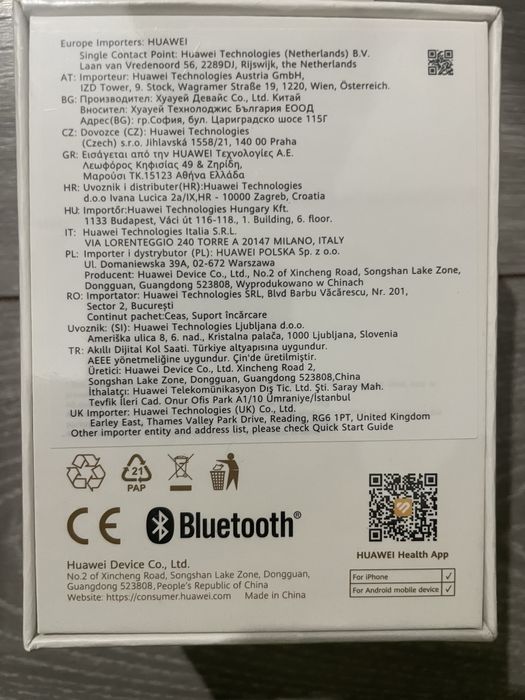 Europe Importers: HUAWEI
Single Contact Point: Huawei Technologies (Netherlands) B.V.
Laan van Vredenoord 56, 2289DJ, Rijswijk, the Netherlands
AT: Importeur: Huawei Technologies Austria GmbH,
IZD Tower, 9. Stock, Wagramer Straße 19, 1220, Wien, Österreich.
BG: Производител: Хуауей Девайс Co., Ltd. Китай
Вносител: Хуауей Технолоджис България ЕООД
Адрес(BG): гр.София, бул. Цариградско шосе 115Г
CZ: Dovozce (CZ): Huawei Technologies
(Czech) s.r.o. Jihlavská 1558/21, 140 00 Praha
GR: Εισάγεται από την HUAWEI Τεχνολογίες Α.Ε.
Λεωφόρος Κηφισίας 49 & Ζηρίδη,
Μαρούσι ΤΚ.15123 Αθήνα Ελλάδα
HR: Uvoznik i distributer(HR):Huawei Technologies
d.o.o Ivana Lucica 2a/IX,HR - 10000 Zagreb, Croatia
HU: Importőr:Huawei Technologies Hungary Kft.
1133 Budapest, Váci út 116-118., 1. Building, 6. floor.
IT: Huawei Technologies Italia S.R.L.
VIA LORENTEGGIO 240 TORRE A 20147 MILANO, ITALY
PL: Importer i dystrybutor (PL): HUAWEI POLSKA Sp. z o.o.
Ul. Domaniewska 39A, 02-672 Warszawa
Producent: Huawei Device Co., Ltd., No.2 of Xincheng Road, Songshan Lake Zone,
Dongguan, Guangdong 523808, Wyprodukowano w Chinach
RO: Importator: Huawei Technologies SRL, Blvd Barbu Văcărescu, Nr. 201,
Sector 2, București
Continut pachet:Ceas, Suport încărcare
Uvoznik: (SI): Huawei Technologies Ljubljana d.o.o.
Ameriška ulica 8, 6. nad., Kristalna palača, 1000 Ljubljana, Slovenia
TR: Akıllı Dijital Kol Saati. Türkiye altyapısına uygundur.
AEEE yönetmeliğine uygundur. Çin'de üretilmiştir.
Üretici: Huawei Device Co., Ltd. Xincheng Road 2,
Songshan Lake Zone, Dongguan, Guangdong 523808,China
İthalatçı: Huawei Telekomünikasyon Dış Tic. Ltd. Şti. Saray Mah.
Tevfik İleri Cad. Onur Ofis Park A1/10 Ümraniye/İstanbul
UK Importer: Huawei Technologies (UK) Co., Ltd.
Earley East, Thames Valley Park Drive, Reading, RG6 1PT, United Kingdom
Other importer entity and address list, please check Quick Start Guide
21
PAP
CE Bluetooth®
HUAWEI Health App
Huawei Device Co., Ltd.
No.2 of Xincheng Road, Songshan Lake Zone, Dongguan,
Guangdong 523808, People's Republic of China
Website: https://consumer.huawei.com Made in China
For iPhone ✓
For Android mobile device ✓